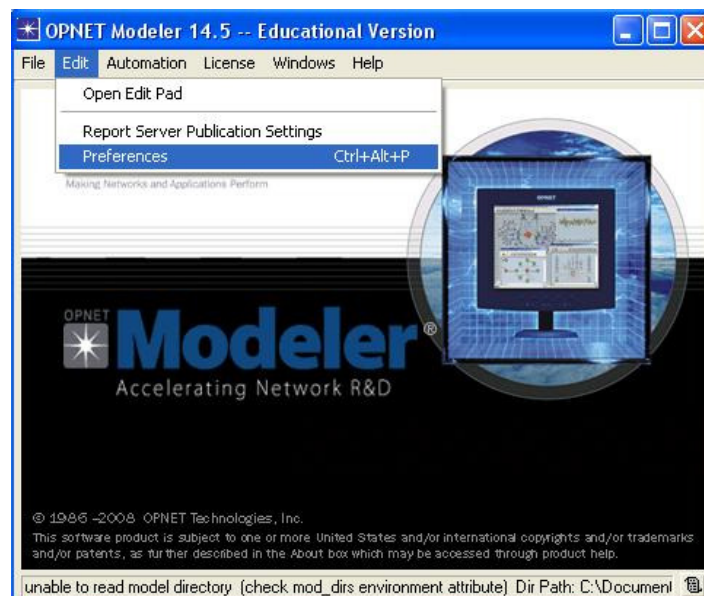 OPNET Modeler 14.5 -- Educational Version
File Edit Automation License Windows Help
Open Edit Pad
Report Server Publication Settings
Preferences Ctrl+Alt+P
Making Networks and Applications Perform
OPNET
OPNET
Modeler®
Accelerating Network R&D
© 1986-2008 OPNET Technologies, Inc.
This software product is subject to one or more United States and/or international copyrights and/or trademarks
and/or patents, as further described in the About box which may be accessed through product help.
unable to read model directory (check mod_dirs environment attribute) Dir Path: C:\Document